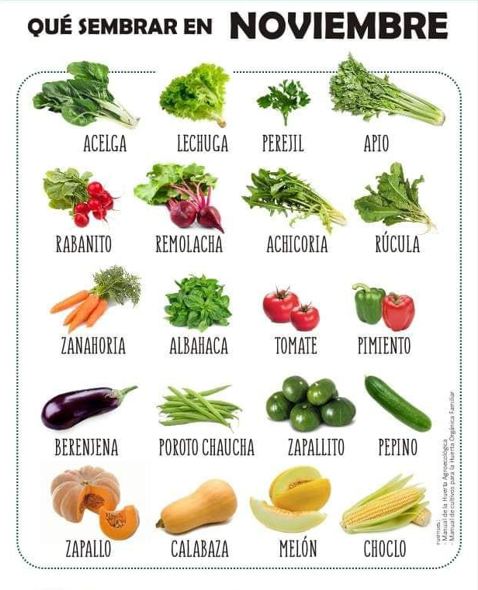 QUÉ SEMBRAR EN NOVIEMBRE
ACELGA LECHUGA PEREJIL APIO
RABANITO REMOLACHA ACHICORIA RÚCULA
ZANAHORIA ALBAHACA TOMATE PIMIENTO
BERENJENA POROTO CHAUCHA ZAPALLITO PEPINO
ZAPALLO CALABAZA MELÓN CHOCLO
- Manual de la Huerta Agroecológica
- Manual de cultivos para la Huerta Orgánica Familiar